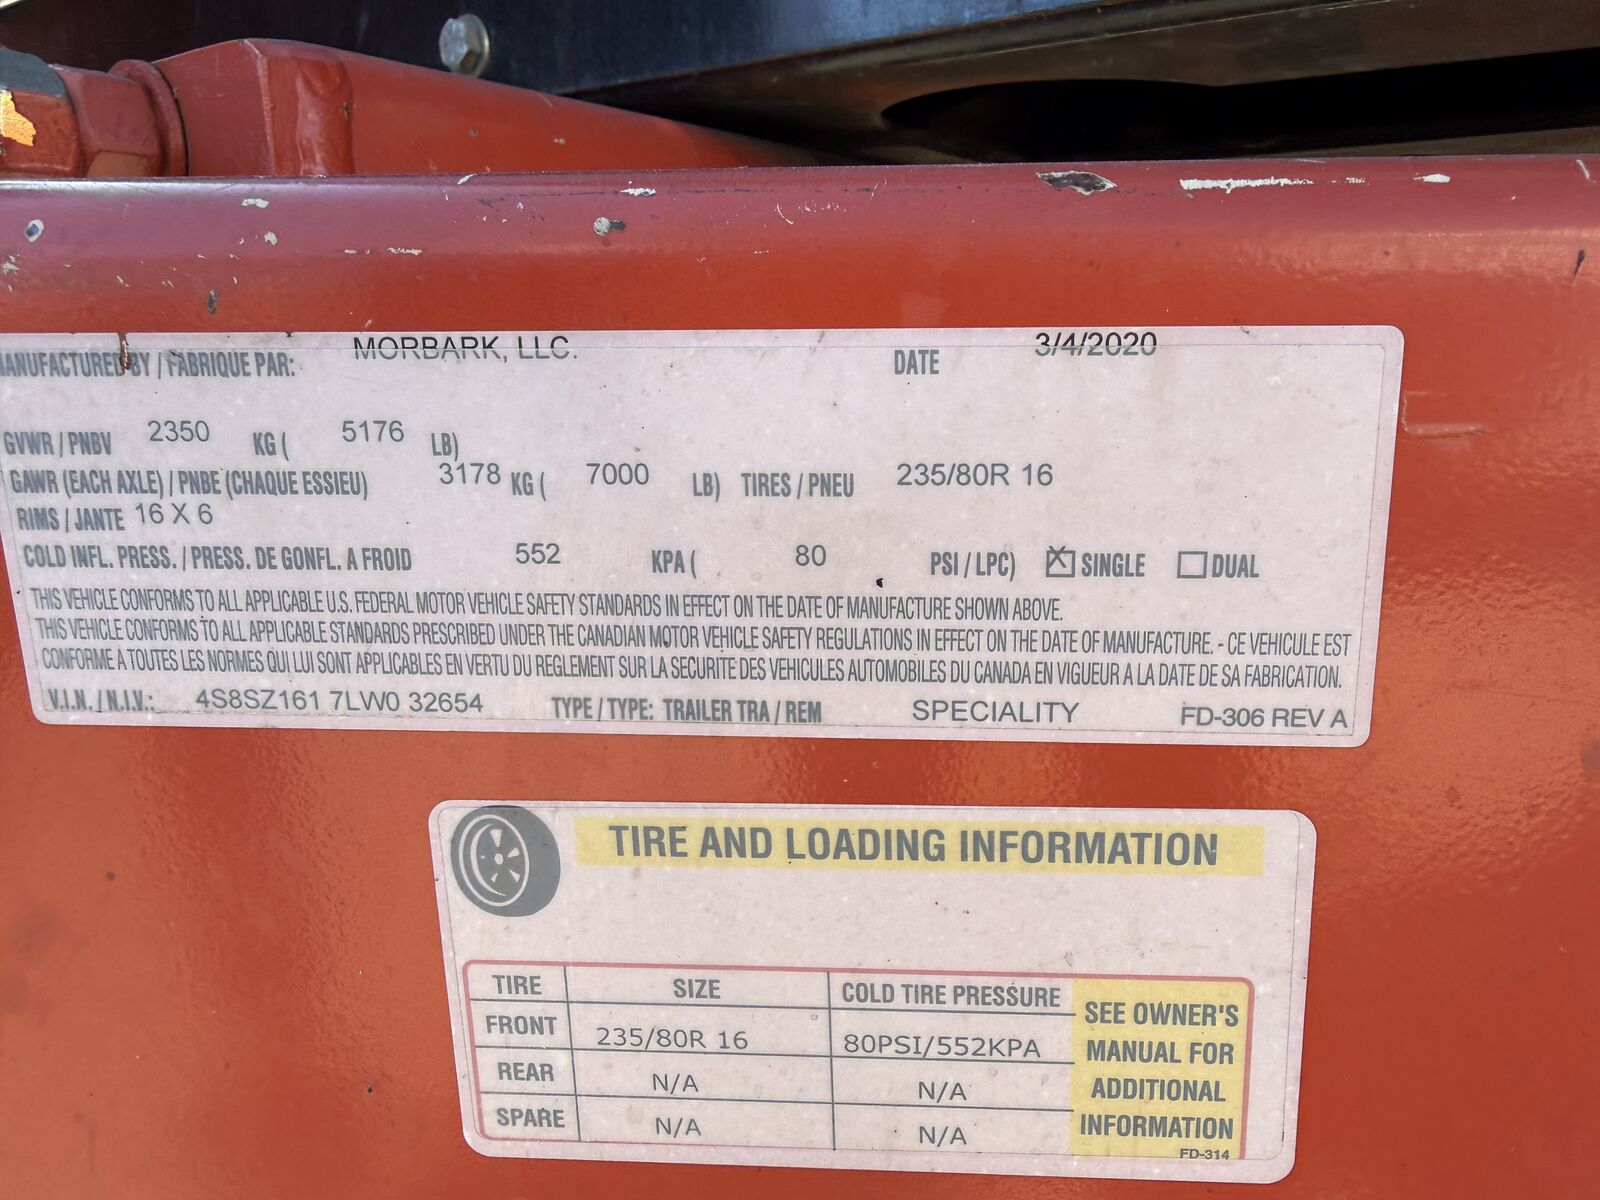 MANUFACTURED BY / FABRIQUE PAR: MORBARK, LLC. DATE 3/4/2020
GVWR / PNBV 2350 KG ( 5176 LB)
GAWR (EACH AXLE) / PNBE (CHAQUE ESSIEU) 3178 KG ( 7000 LB) TIRES / PNEU 235/80R 16
RIMS / JANTE 16 X 6
COLD INFL. PRESS. / PRESS. DE GONFL. A FROID 552 KPA ( 80 PSI / LPC) SINGLE DUAL
THIS VEHICLE CONFORMS TO ALL APPLICABLE U.S. FEDERAL MOTOR VEHICLE SAFETY STANDARDS IN EFFECT ON THE DATE OF MANUFACTURE SHOWN ABOVE.
THIS VEHICLE CONFORMS TO ALL APPLICABLE STANDARDS PRESCRIBED UNDER THE CANADIAN MOTOR VEHICLE SAFETY REGULATIONS IN EFFECT ON THE DATE OF MANUFACTURE. - CE VEHICULE EST
CONFORME A TOUTES LES NORMES QUI LUI SONT APPLICABLES EN VERTU DU REGLEMENT SUR LA SECURITE DES VEHICULES AUTOMOBILES DU CANADA EN VIGUEUR A LA DATE DE SA FABRICATION.
V.I.N. / N.I.V.: 4S8SZ161 7LW0 32654 TYPE / TYPE: TRAILER TRA / REM SPECIALITY FD-306 REV A
TIRE AND LOADING INFORMATION
TIRE SIZE COLD TIRE PRESSURE
FRONT 235/80R 16 80PSI/552KPA
REAR N/A N/A
SPARE N/A N/A
SEE OWNER'S
MANUAL FOR
ADDITIONAL
INFORMATION
FD-314